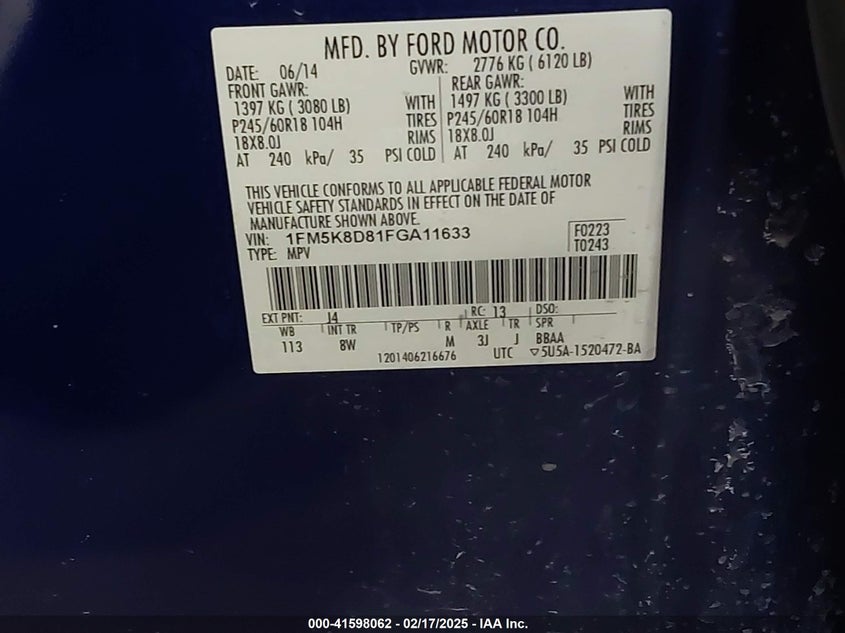 MFD. BY FORD MOTOR CO.
DATE: 06/14 GVWR: 2776 KG ( 6120 LB)
FRONT GAWR: REAR GAWR:
1397 KG ( 3080 LB) WITH 1497 KG ( 3300 LB) WITH
P245/60R18 104H TIRES P245/60R18 104H TIRES
18X8.0J RIMS 18X8.0J RIMS
AT 240 kPa/ 35 PSI COLD AT 240 kPa/ 35 PSI COLD
THIS VEHICLE CONFORMS TO ALL APPLICABLE FEDERAL MOTOR
VEHICLE SAFETY STANDARDS IN EFFECT ON THE DATE OF
MANUFACTURE SHOWN ABOVE.
VIN: 1FM5K8D81FGA11633 F0223
TYPE: MPV T0243
EXT PNT: J4 RC: 13 DSO:
WB INT TR TP/PS R AXLE TR SPR
113 8W M 3J J BBAA
1201406216676 UTC ▽5U5A-1520472-BA
000-41598062 - 02/17/2025 - IAA Inc.